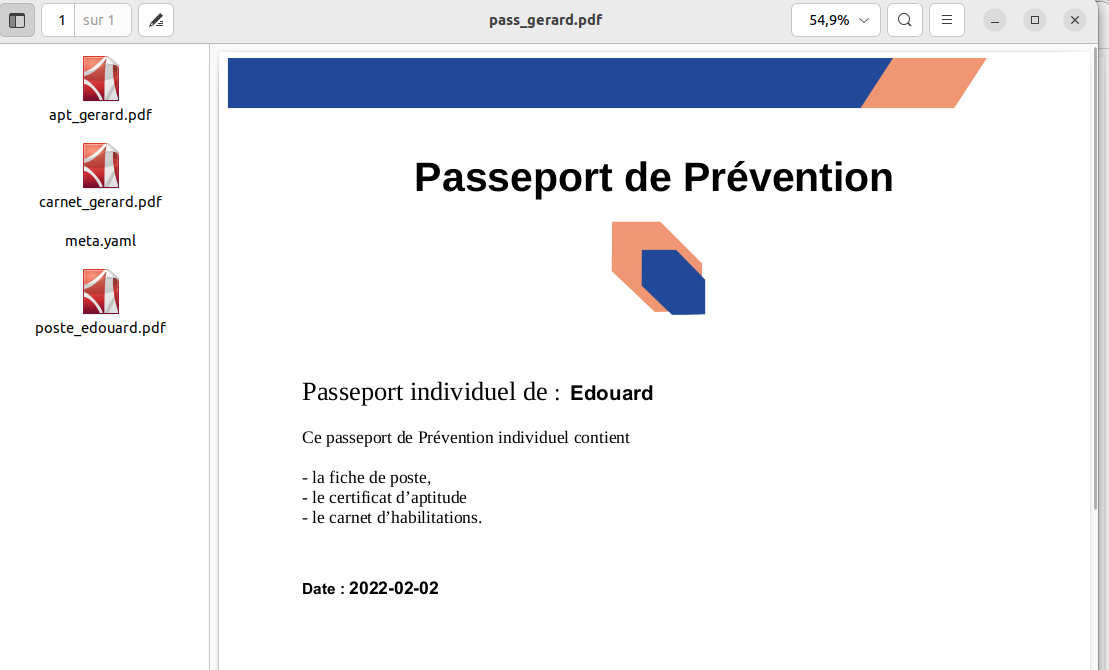 1 sur 1
pass_gerard.pdf
54,9%
apt_gerard.pdf
carnet_gerard.pdf
meta.yaml
poste_edouard.pdf
Passeport de Prévention
Passeport individuel de : Edouard
Ce passeport de Prévention individuel contient
- la fiche de poste,
- le certificat d’aptitude
- le carnet d’habilitations.
Date : 2022-02-02